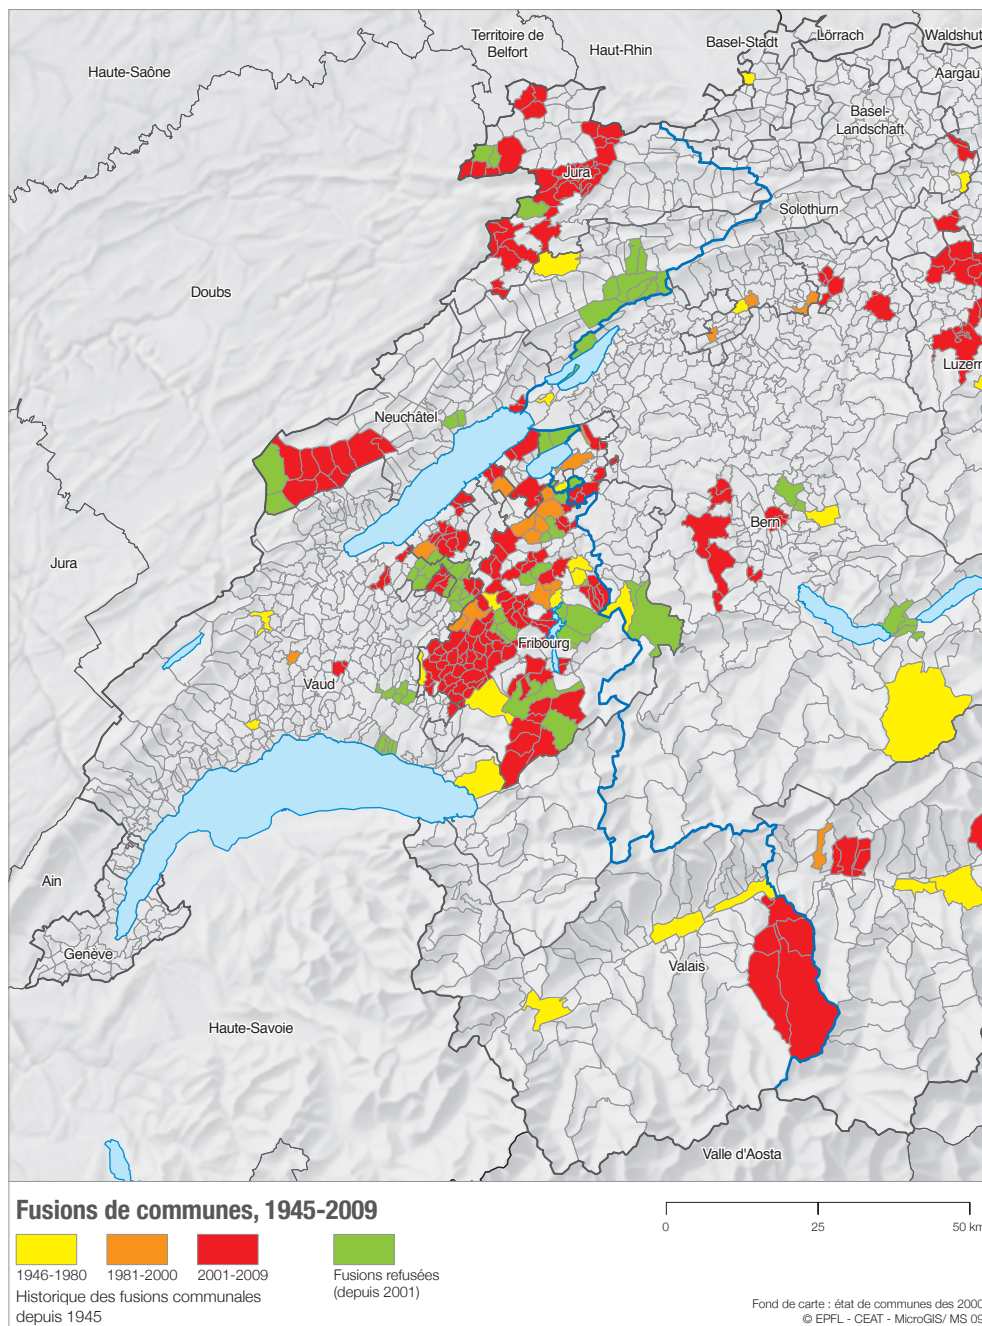 Territoire de
Belfort
Haut-Rhin
Basel-Stadt
Lörrach
Waldshut
Haute-Saône
Aargau
Basel-
Landschaft
Jura
Solothurn
Doubs
Luzern
Neuchâtel
Bern
Jura
Fribourg
Vaud
Ain
Genève
Valais
Haute-Savoie
Valle d'Aosta
Fusions de communes, 1945-2009
0 25 50 km
1946-1980 1981-2000 2001-2009 Fusions refusées
(depuis 2001)
Historique des fusions communales
depuis 1945
Fond de carte : état de communes des 2000
© EPFL - CEAT - MicroGIS/ MS 09